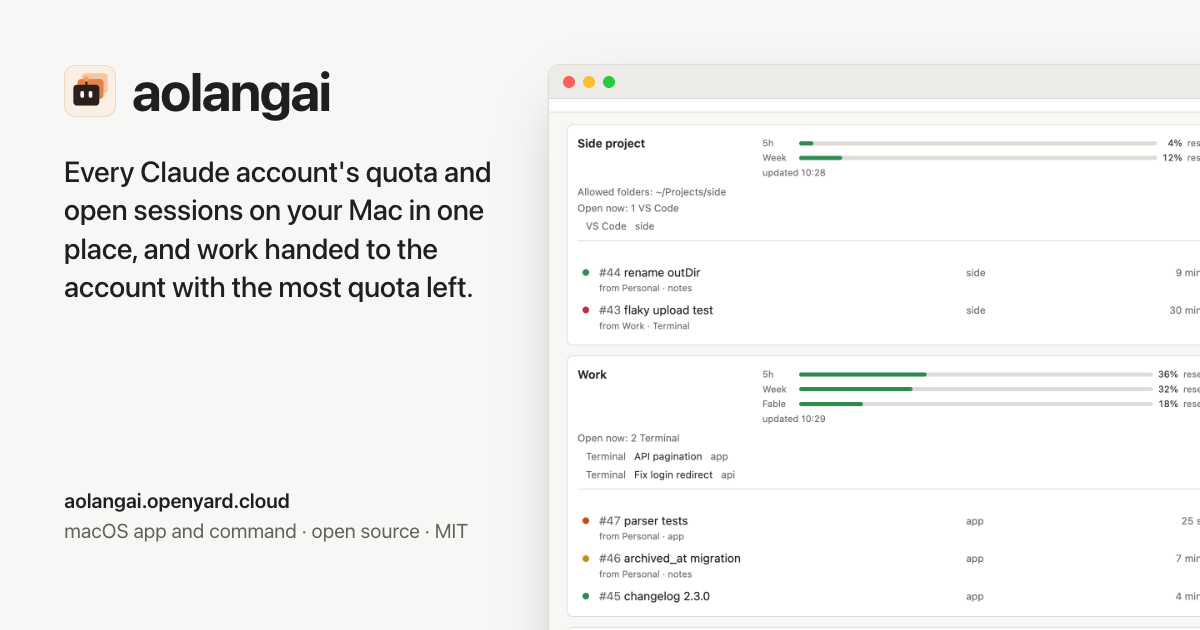 aolangai
Every Claude account's quota and
open sessions on your Mac in one
place, and work handed to the
account with the most quota left.
aolangai.openyard.cloud
macOS app and command · open source · MIT
Side project
5h 4%
Week 12%
updated 10:28
Allowed folders: ~/Projects/side
Open now: 1 VS Code
VS Code side
#44 rename outDir side 9
from Personal · notes
#43 flaky upload test side 30
from Work · Terminal
Work
5h 36%
Week 32%
Fable 18%
updated 10:29
Open now: 2 Terminal
Terminal API pagination app
Terminal Fix login redirect api
#47 parser tests app 25
from Personal · app
#46 archived_at migration app 7
from Personal · notes
#45 changelog 2.3.0 app 4